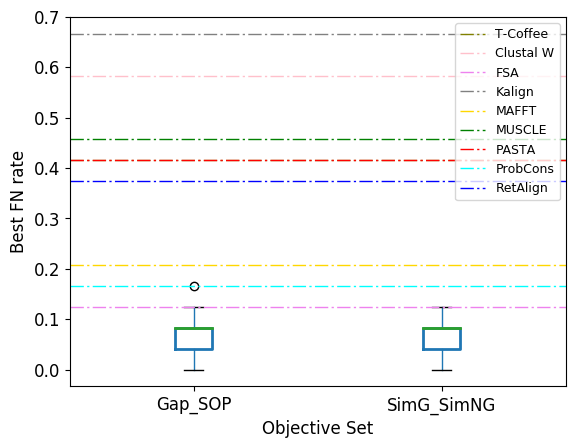 0.7
0.6
0.5
0.4
0.3
0.2
0.1
0.0
Best FN rate
T-Coffee
Clustal W
FSA
Kalign
MAFFT
MUSCLE
PASTA
ProbCons
RetAlign
Gap_SOP
SimG_SimNG
Objective Set